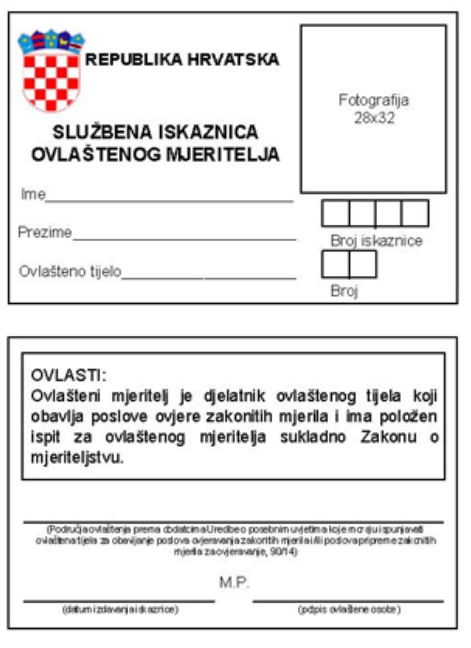 REPUBLIKA HRVATSKA
Fotografija
28x32
SLUŽBENA ISKAZNICA
OVLAŠTENOG MJERITELJA
Ime
Prezime
Broj iskaznice
Ovlašteno tijelo
Broj
OVLASTI:
Ovlašteni mjeritelj je djelatnik ovlaštenog tijela koji
obavlja poslove ovjere zakonitih mjerila i ima položen
ispit za ovlaštenog mjeritelja sukladno Zakonu o
mjeriteljstvu.
(Područja ovlaštenja prema dodatcima Uredbe o posebnim uvjetima koje moraju ispunjavati
ovlaštena tijela za obavljanje poslova ovjeravanja zakonitih mjerila i/ili poslova pripreme zakonitih
mjerila za ovjeravanje, 90/14)
M.P.
(datum izdavanja iskaznice)
(potpis ovlaštene osobe)